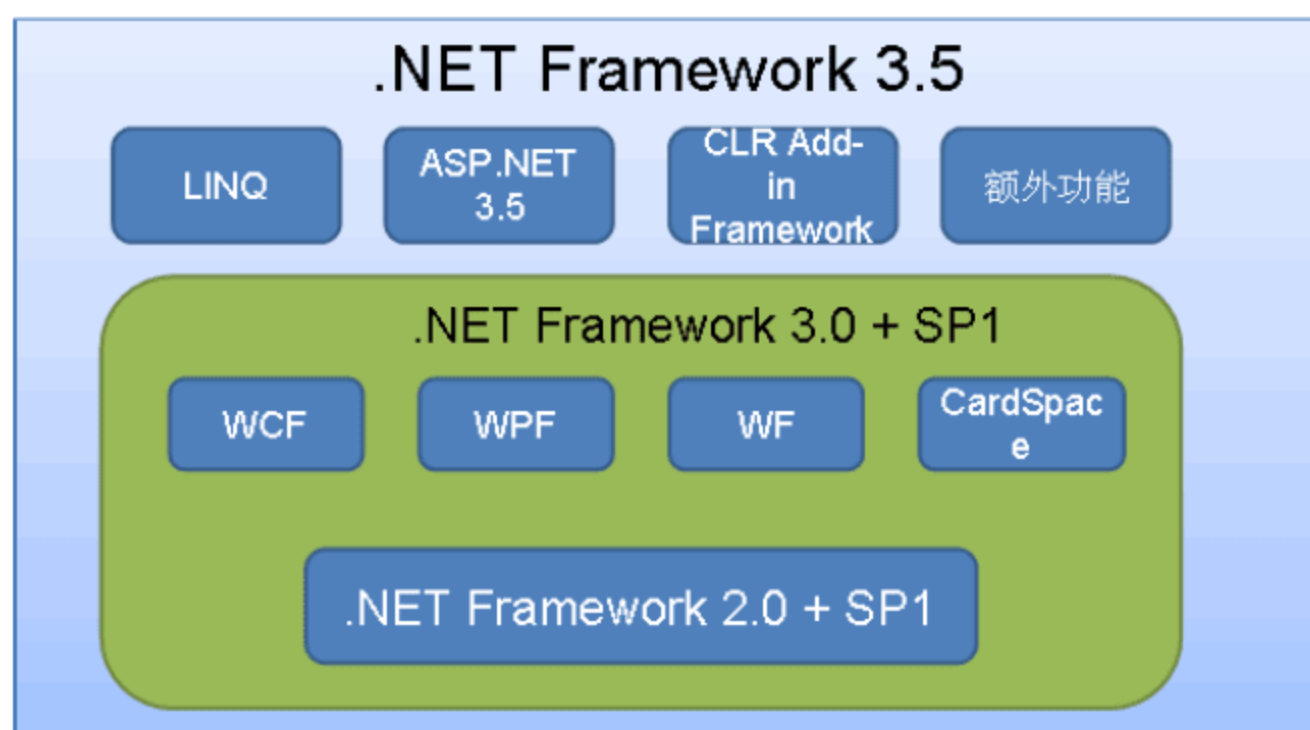 .NET Framework 3.5
LINQ
ASP.NET
3.5
CLR Add-
in
Framework
额外功能
.NET Framework 3.0 + SP1
WCF
WPF
WF
CardSpac
e
.NET Framework 2.0 + SP1